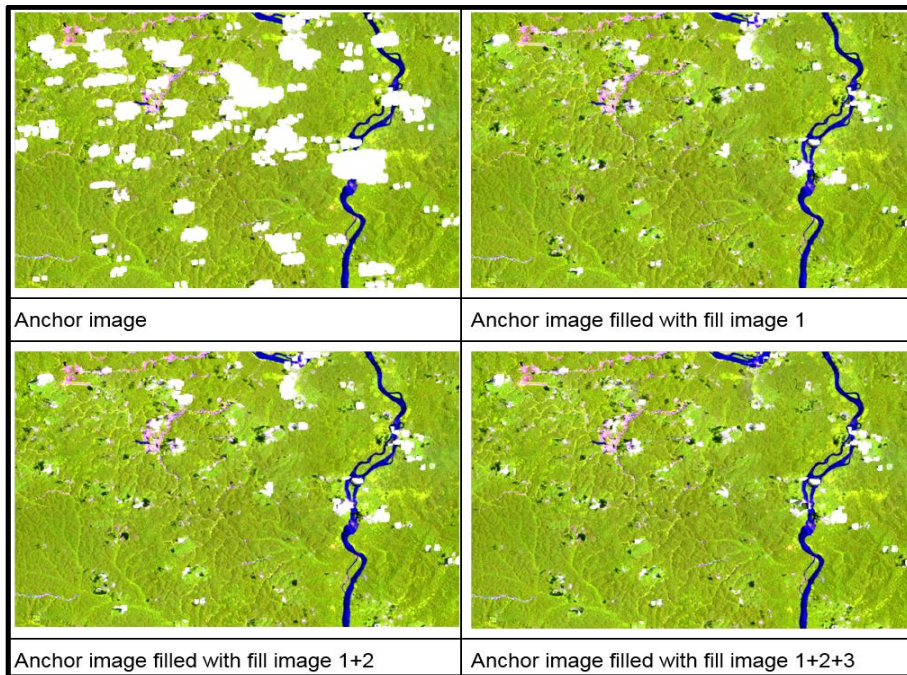 Anchor image
Anchor image filled with fill image 1
Anchor image filled with fill image 1+2
Anchor image filled with fill image 1+2+3